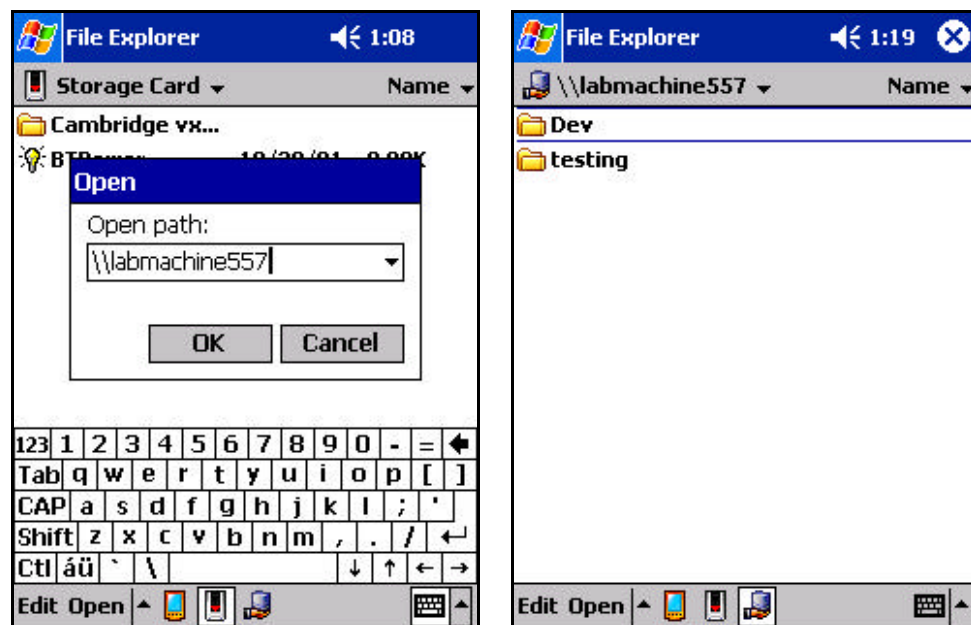 File Explorer 1:08
Storage Card Name
Cambridge vx...
Open
Open path:
\\labmachine557
OK Cancel
123 1 2 3 4 5 6 7 8 9 0 - =
Tab q w e r t y u i o p [ ]
CAP a s d f g h j k l ; '
Shift z x c v b n m , . /
Ctl áü ` \ ↓ ↑ ← →
Edit Open
File Explorer 1:19
\\labmachine557 Name
Dev
testing
Edit Open